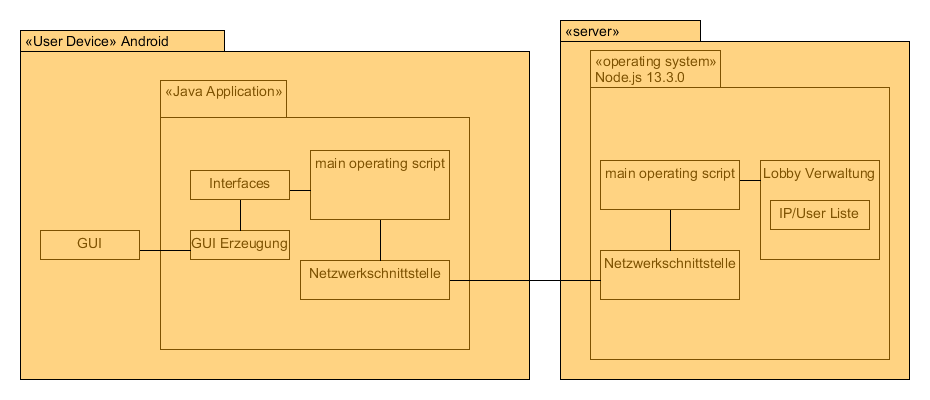 «User Device» Android
«Java Application»
main operating script
Interfaces
GUI
GUI Erzeugung
Netzwerkschnittstelle
«server»
«operating system»
Node.js 13.3.0
main operating script
Lobby Verwaltung
IP/User Liste
Netzwerkschnittstelle